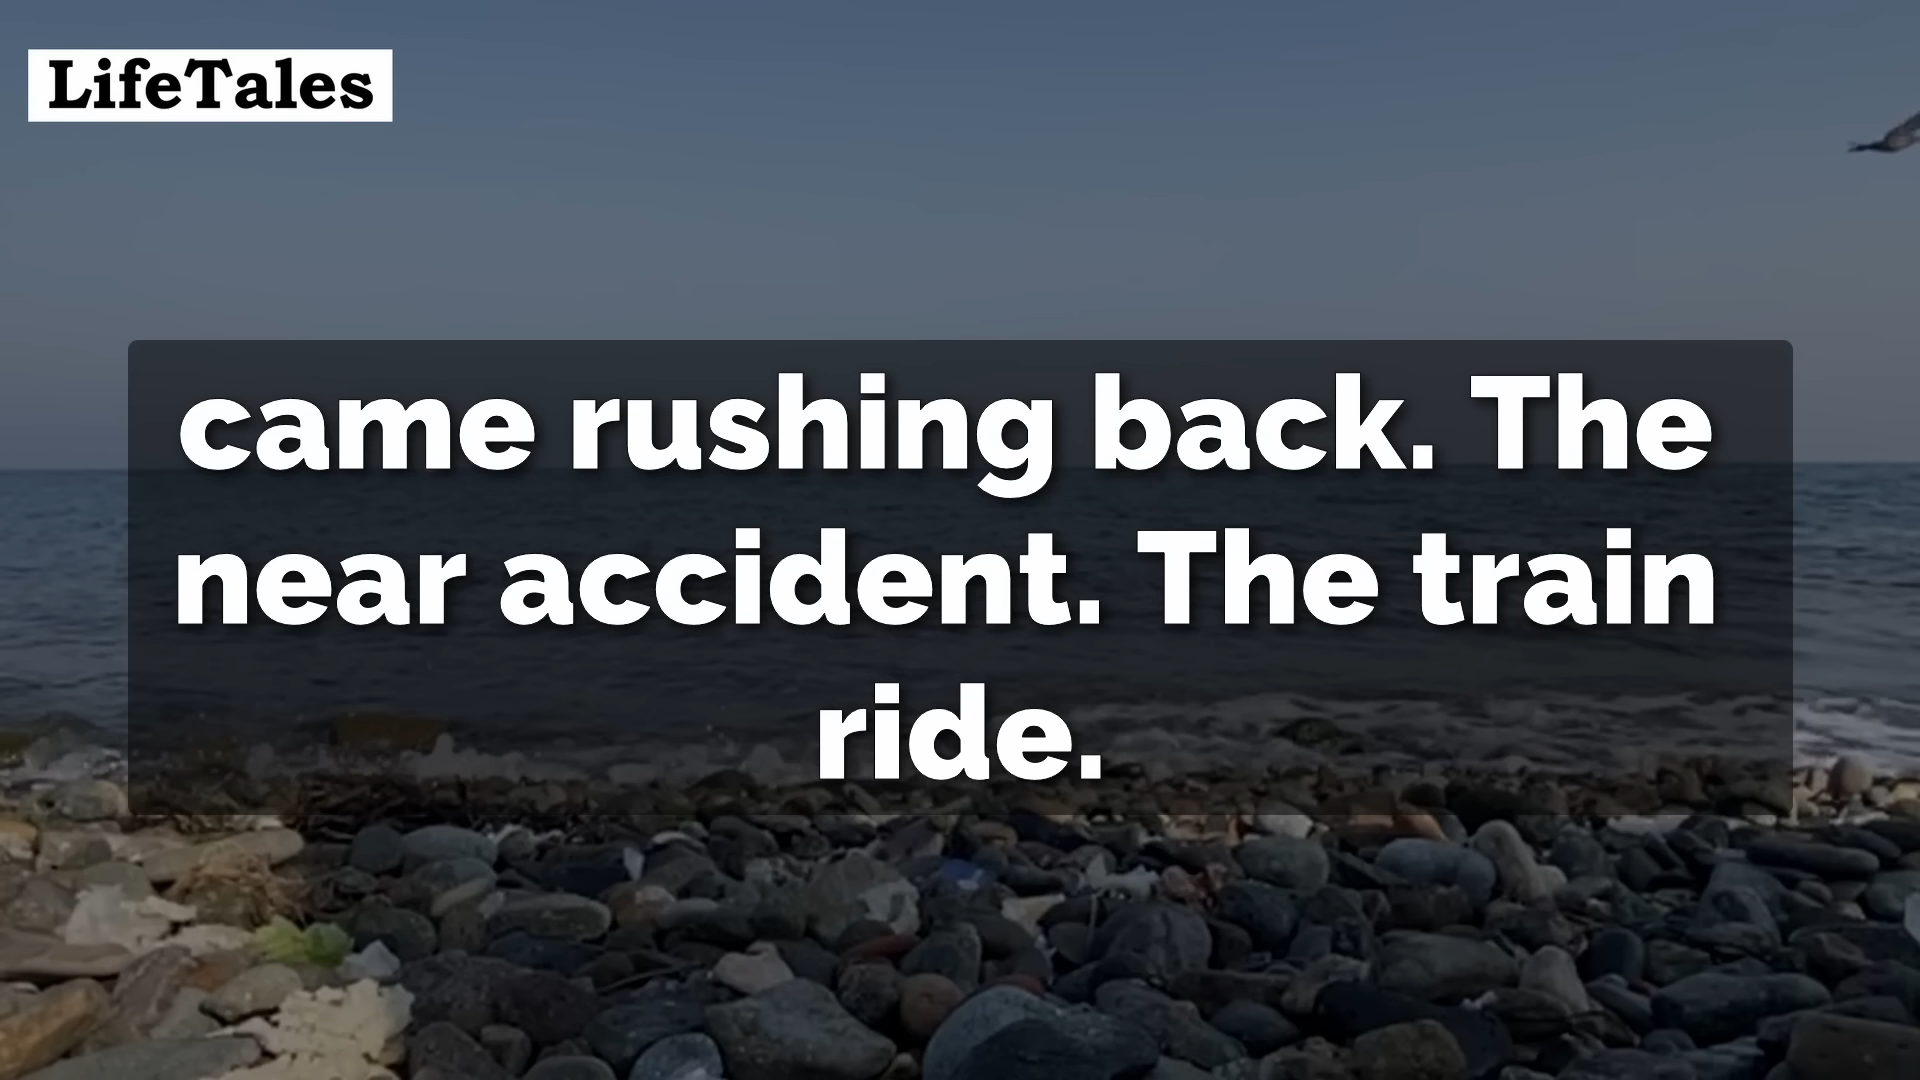 LifeTales
came rushing back. The
near accident. The train
ride.